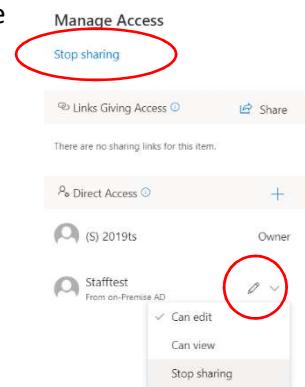 e
Manage Access
Stop sharing
Links Giving Access
Share
There are no sharing links for this item.
Direct Access
(S) 2019ts
Owner
Stafftest
From on-Premise AD
Can edit
Can view
Stop sharing